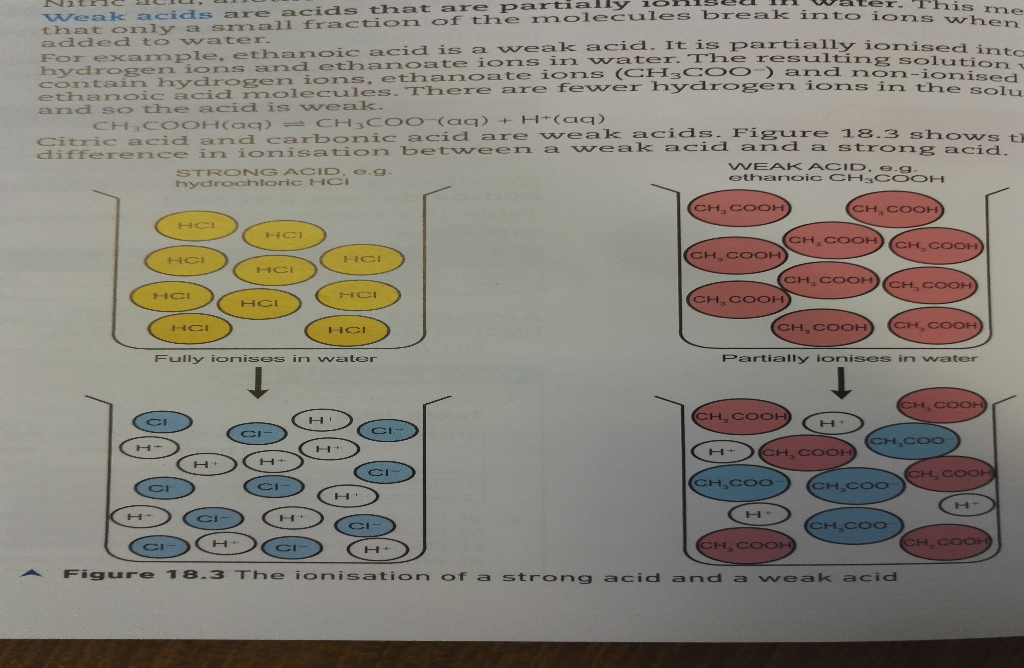 Nitric acid,
Weak acids are acids that are partially ionised in water. This
that only a small fraction of the molecules break into ions when
added to water.
For example, ethanoic acid is a weak acid. It is partially ionised
hydrogen ions and ethanoate ions in water. The resulting solution
contain hydrogen ions, ethanoate ions (CH₃COO⁻) and non-ionised
ethanoic acid molecules. There are fewer hydrogen ions in the
and so the acid is weak.
CH₃COOH(aq) ⇌ CH₃COO⁻(aq) + H⁺(aq)
Citric acid and carbonic acid are weak acids. Figure 18.3 shows
difference in ionisation between a weak acid and a strong acid.
STRONG ACID, e.g.
hydrochloric HCl
HCl
HCl
HCl
HCl
HCl
HCl
HCl
HCl
HCl
HCl
Fully ionises in water
Cl⁻
H⁺
Cl⁻
Cl⁻
H⁺
H⁺
H⁺
H⁺
Cl⁻
Cl⁻
Cl⁻
H⁺
H⁺
Cl⁻
H⁺
Cl⁻
Cl⁻
H⁺
Cl⁻
H⁺
WEAK ACID, e.g.
ethanoic CH₃COOH
CH₃COOH
CH₃COOH
CH₃COOH
CH₃COOH
CH₃COOH
CH₃COOH
CH₃COOH
CH₃COOH
CH₃COOH
CH₃COOH
Partially ionises in water
CH₃COOH
H⁺
CH₃COOH
H⁺
CH₃COOH
CH₃COO⁻
CH₃COO⁻
CH₃COO⁻
CH₃COOH
H⁺
H⁺
CH₃COO⁻
CH₃COOH
CH₃COOH
Figure 18.3 The ionisation of a strong acid and a weak acid